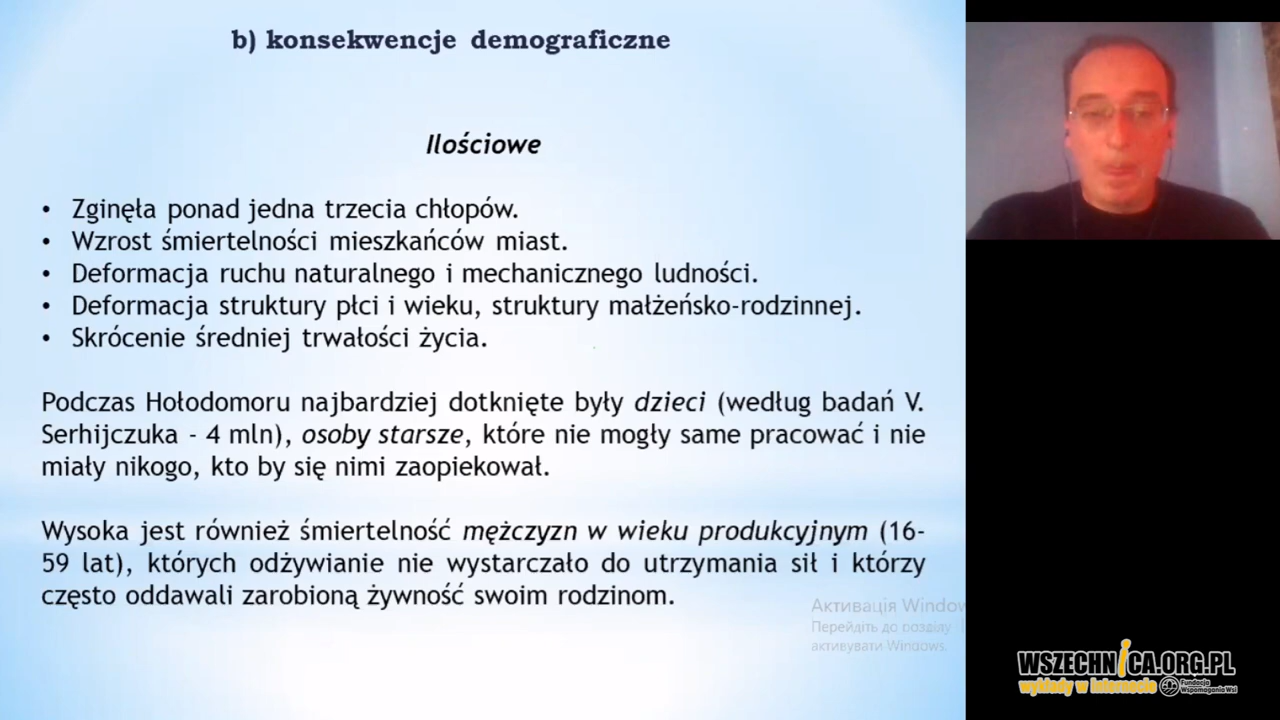 b) konsekwencje demograficzne
Ilościowe
• Zginęła ponad jedna trzecia chłopów.
• Wzrost śmiertelności mieszkańców miast.
• Deformacja ruchu naturalnego i mechanicznego ludności.
• Deformacja struktury płci i wieku, struktury małżeńsko-rodzinnej.
• Skrócenie średniej trwałości życia.
Podczas Hołodomoru najbardziej dotknięte były dzieci (według badań V.
Serhijczuka - 4 mln), osoby starsze, które nie mogły same pracować i nie
miały nikogo, kto by się nimi zaopiekował.
Wysoka jest również śmiertelność mężczyzn w wieku produkcyjnym (16-
59 lat), których odżywianie nie wystarczało do utrzymania sił i którzy
często oddawali zarobioną żywność swoim rodzinom.
Активація Window
Перейдіть до розділу
активувати Windows.
WSZECHNICA.ORG.PL
wykłady w internecie
Fundacja
Wspomagania Wsi